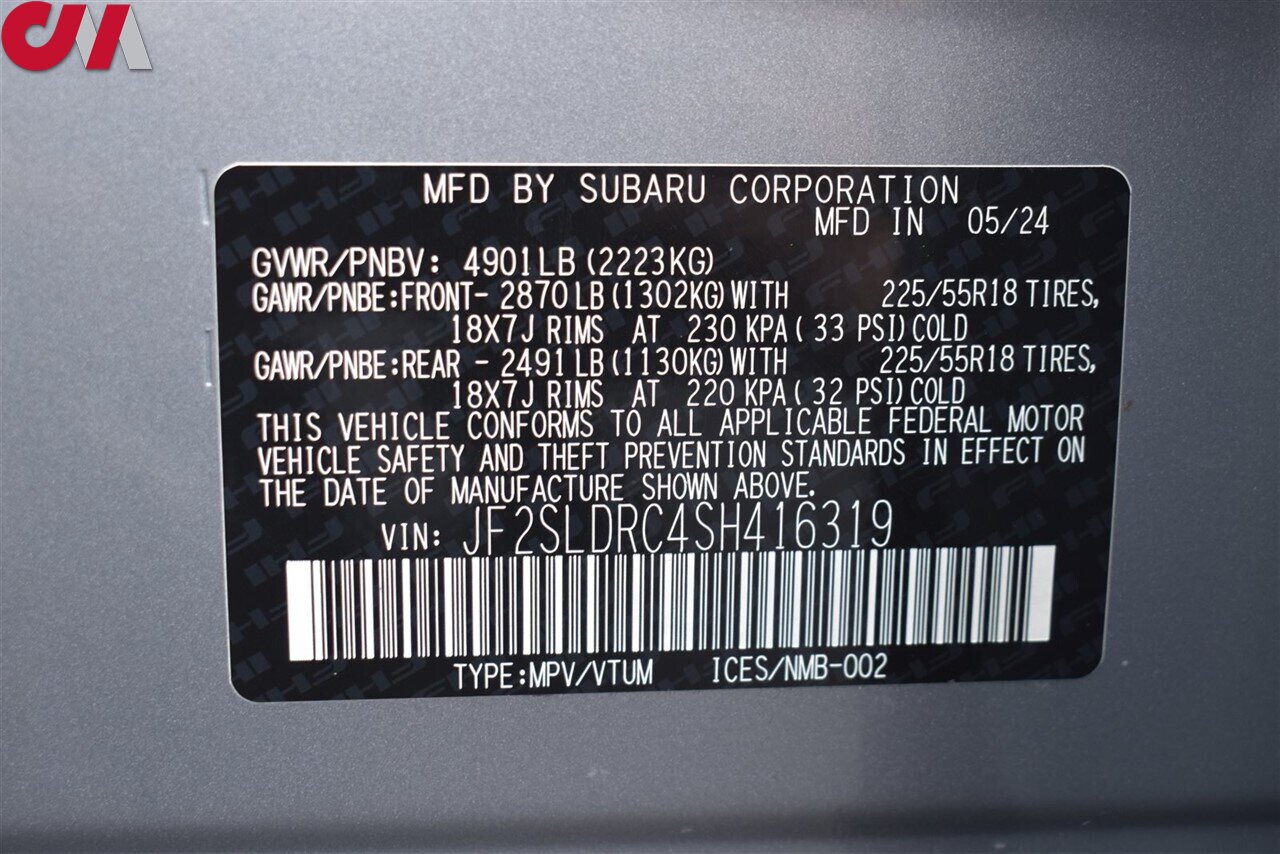 CM
MFD BY SUBARU CORPORATION
MFD IN 05/24
GVWR/PNBV: 4901LB (2223KG)
GAWR/PNBE:FRONT- 2870 LB (1302KG) WITH 225/55R18 TIRES,
18X7J RIMS AT 230 KPA ( 33 PSI) COLD
GAWR/PNBE:REAR - 2491 LB (1130KG) WITH 225/55R18 TIRES,
18X7J RIMS AT 220 KPA ( 32 PSI) COLD
THIS VEHICLE CONFORMS TO ALL APPLICABLE FEDERAL MOTOR
VEHICLE SAFETY AND THEFT PREVENTION STANDARDS IN EFFECT ON
THE DATE OF MANUFACTURE SHOWN ABOVE.
VIN: JF2SLDRC4SH416319
TYPE:MPV/VTUM ICES/NMB-002